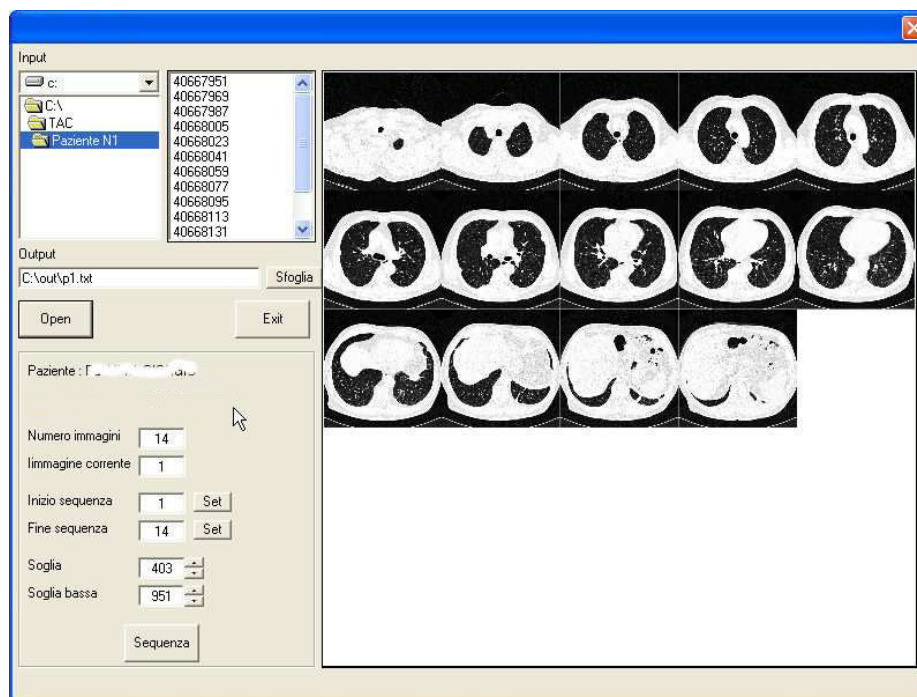 Input
c:
C:\
TAC
Paziente N1
40667951
40667969
40667987
40668005
40668023
40668041
40668059
40668077
40668095
40668113
40668131
Output
C:\out\p1.txt
Sfoglia
Open
Exit
Paziente :
Numero immagini 14
Iimmagine corrente 1
Inizio sequenza 1 Set
Fine sequenza 14 Set
Soglia 403
Soglia bassa 951
Sequenza